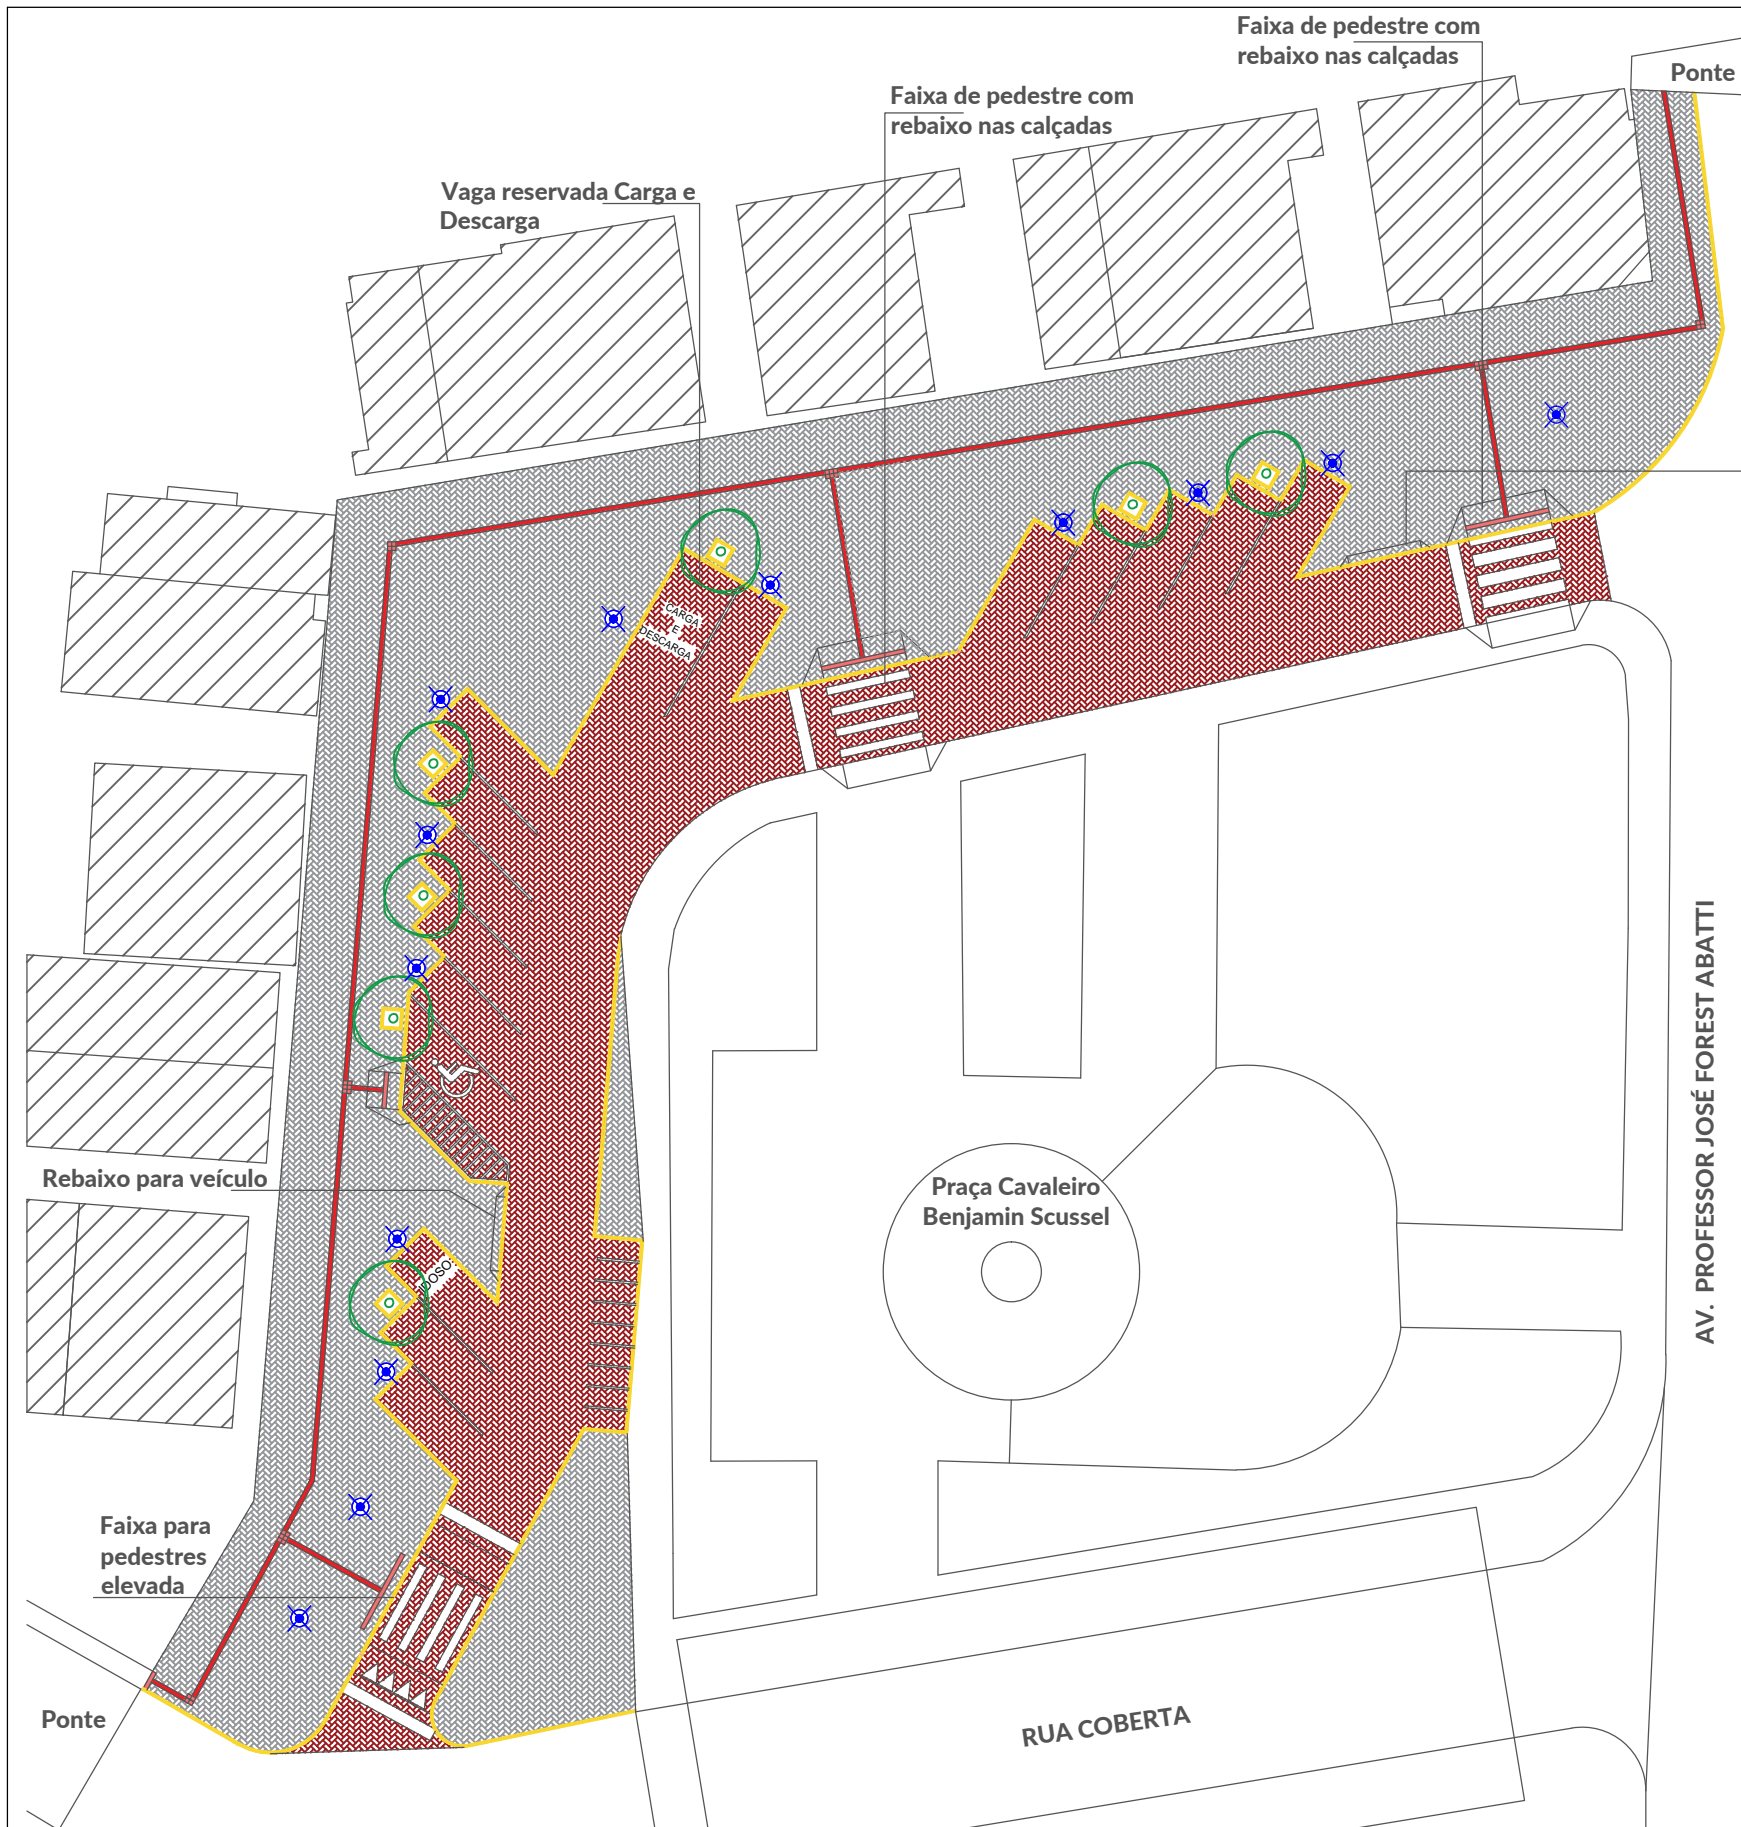 Faixa de pedestre com
rebaixo nas calçadas
Ponte
Faixa de pedestre com
rebaixo nas calçadas
Vaga reservada Carga e
Descarga
CARGA
E
DESCARGA
AV. PROFESSOR JOSÉ FOREST ABATTI
Rebaixo para veículo
Praça Cavaleiro
Benjamin Scussel
IDOSO
Faixa para
pedestres
elevada
Ponte
RUA COBERTA